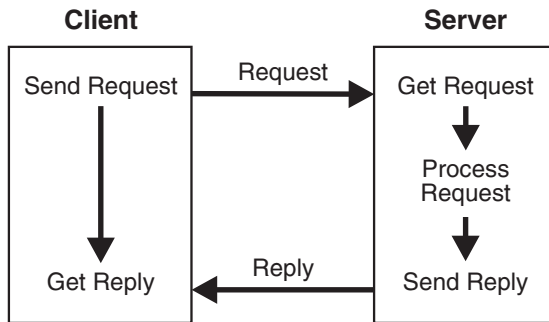 Client
Server
Send Request
Request
Get Request
Process
Request
Get Reply
Reply
Send Reply